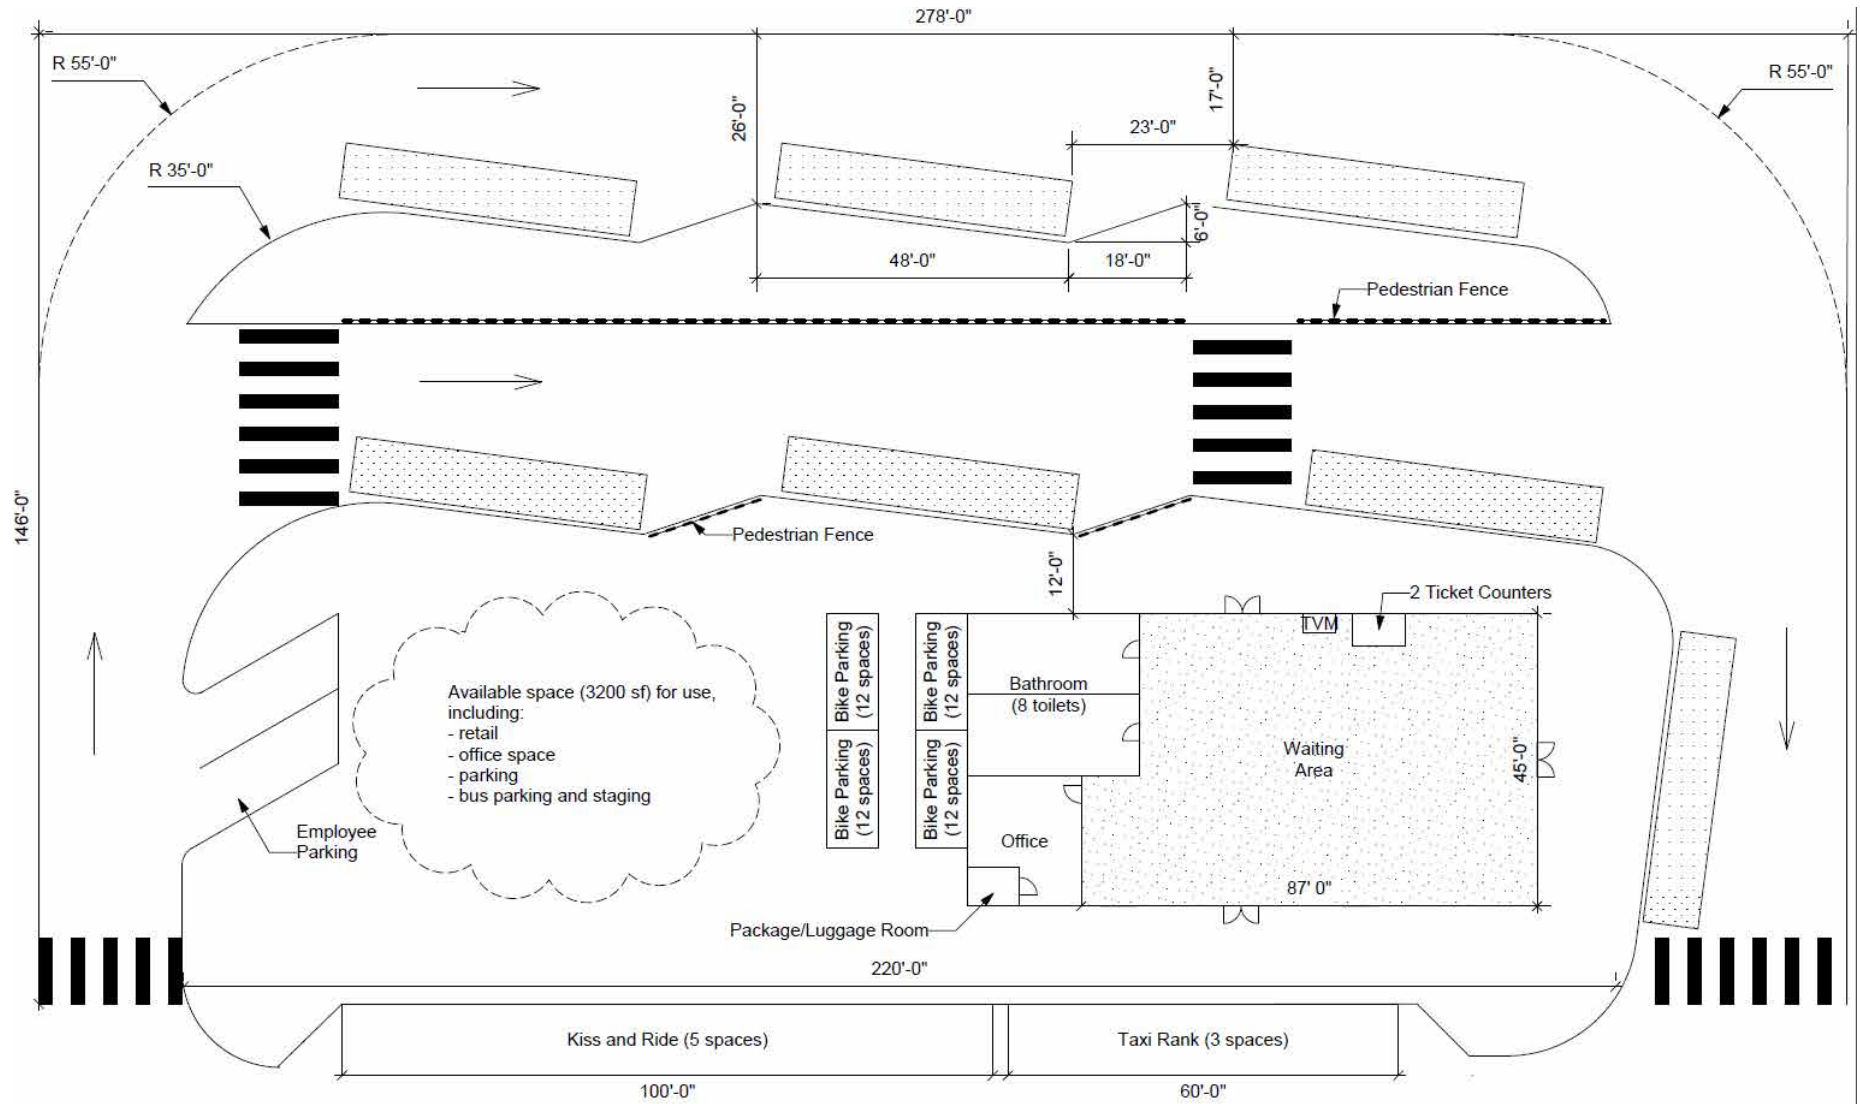 278'-0"
R 55'-0"
R 55'-0"
26'-0"
17'-0"
23'-0"
R 35'-0"
6'-0"
48'-0"
18'-0"
Pedestrian Fence
146'-0"
Pedestrian Fence
12'-0"
2 Ticket Counters
TVM
Bike Parking
(12 spaces)
Bike Parking
(12 spaces)
Bathroom
(8 toilets)
Available space (3200 sf) for use,
including:
- retail
- office space
- parking
- bus parking and staging
Waiting
Area
45'-0"
Bike Parking
(12 spaces)
Bike Parking
(12 spaces)
Employee
Parking
Office
87' 0"
Package/Luggage Room
220'-0"
Kiss and Ride (5 spaces)
Taxi Rank (3 spaces)
100'-0"
60'-0"